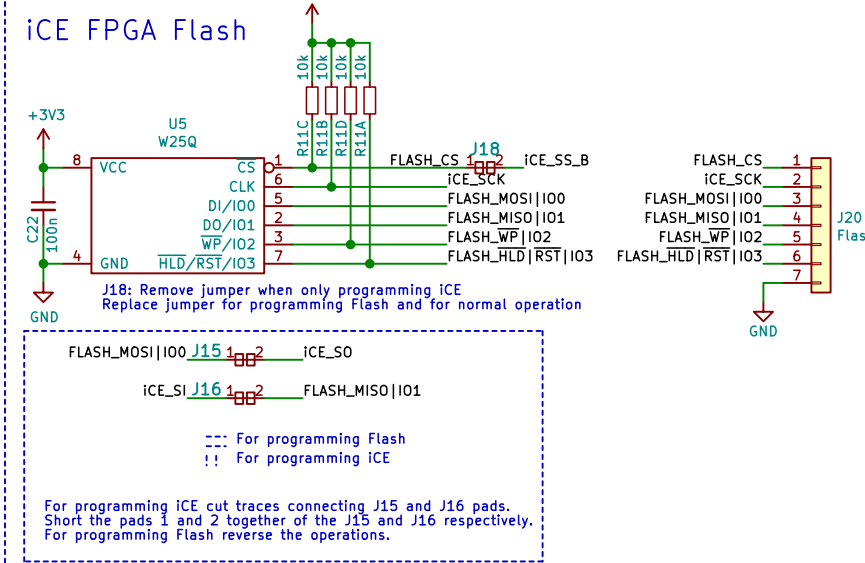 iCE FPGA Flash
10k
10k
10k
10k
R11C
R11B
R11D
R11A
+3V3
U5
W25Q
8
VCC
4
GND
CS
1
CLK
6
DI/IO0
5
DO/IO1
2
WP/IO2
3
HLD/RST/IO3
7
C22
100n
GND
FLASH_CS
J18
1
2
iCE_SS_B
iCE_SCK
FLASH_MOSI|IO0
FLASH_MISO|IO1
FLASH_WP|IO2
FLASH_HLD|RST|IO3
FLASH_CS
1
iCE_SCK
2
FLASH_MOSI|IO0
3
FLASH_MISO|IO1
4
FLASH_WP|IO2
5
FLASH_HLD|RST|IO3
6
7
J20
Flas
GND
J18: Remove jumper when only programming iCE
Replace jumper for programming Flash and for normal operation
FLASH_MOSI|IO0
J15
1
2
iCE_SO
iCE_SI
J16
1
2
FLASH_MISO|IO1
For programming Flash
For programming iCE
For programming iCE cut traces connecting J15 and J16 pads.
Short the pads 1 and 2 together of the J15 and J16 respectively.
For programming Flash reverse the operations.